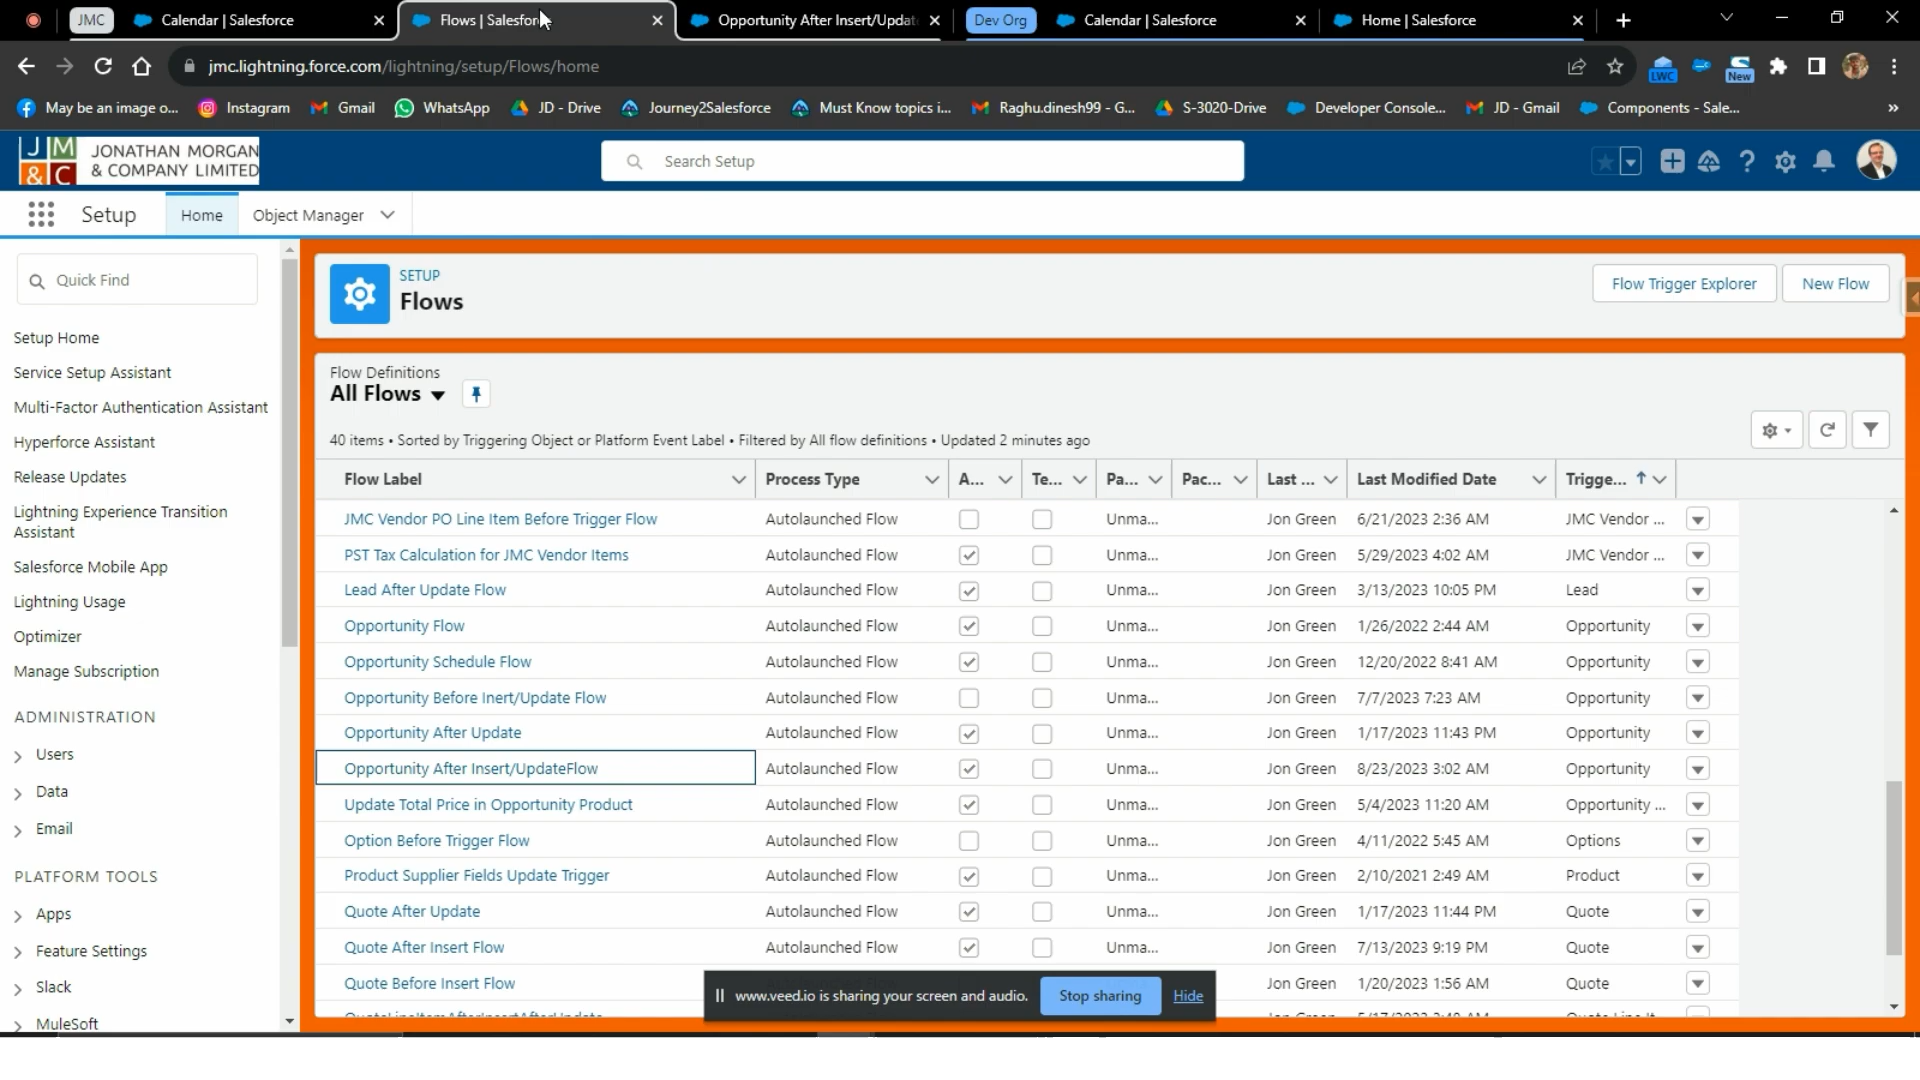 JMC
Calendar | Salesforce
Flows | Salesfor
Opportunity After Insert/Updat
Dev Org
Calendar | Salesforce
Home | Salesforce
jmc.lightning.force.com/lightning/setup/Flows/home
LWC
New
May be an image o...
Instagram
Gmail
WhatsApp
JD - Drive
Journey2Salesforce
Must Know topics i...
Raghu.dinesh99 - G...
S-3020-Drive
Developer Console...
JD - Gmail
Components - Sale...
J M & C
JONATHAN MORGAN
& COMPANY LIMITED
Search Setup
Setup
Home
Object Manager
Quick Find
Setup Home
Service Setup Assistant
Multi-Factor Authentication Assistant
Hyperforce Assistant
Release Updates
Lightning Experience Transition
Assistant
Salesforce Mobile App
Lightning Usage
Optimizer
Manage Subscription
ADMINISTRATION
Users
Data
Email
PLATFORM TOOLS
Apps
Feature Settings
Slack
MuleSoft
SETUP
Flows
Flow Trigger Explorer
New Flow
Flow Definitions
All Flows
40 items • Sorted by Triggering Object or Platform Event Label • Filtered by All flow definitions • Updated 2 minutes ago
Flow Label Process Type A... Te... Pa... Pac... Last ... Last Modified Date Trigge...
JMC Vendor PO Line Item Before Trigger Flow Autolaunched Flow Unma... Jon Green 6/21/2023 2:36 AM JMC Vendor ...
PST Tax Calculation for JMC Vendor Items Autolaunched Flow Unma... Jon Green 5/29/2023 4:02 AM JMC Vendor ...
Lead After Update Flow Autolaunched Flow Unma... Jon Green 3/13/2023 10:05 PM Lead
Opportunity Flow Autolaunched Flow Unma... Jon Green 1/26/2022 2:44 AM Opportunity
Opportunity Schedule Flow Autolaunched Flow Unma... Jon Green 12/20/2022 8:41 AM Opportunity
Opportunity Before Inert/Update Flow Autolaunched Flow Unma... Jon Green 7/7/2023 7:23 AM Opportunity
Opportunity After Update Autolaunched Flow Unma... Jon Green 1/17/2023 11:43 PM Opportunity
Opportunity After Insert/UpdateFlow Autolaunched Flow Unma... Jon Green 8/23/2023 3:02 AM Opportunity
Update Total Price in Opportunity Product Autolaunched Flow Unma... Jon Green 5/4/2023 11:20 AM Opportunity ...
Option Before Trigger Flow Autolaunched Flow Unma... Jon Green 4/11/2022 5:45 AM Options
Product Supplier Fields Update Trigger Autolaunched Flow Unma... Jon Green 2/10/2021 2:49 AM Product
Quote After Update Autolaunched Flow Unma... Jon Green 1/17/2023 11:44 PM Quote
Quote After Insert Flow Autolaunched Flow Unma... Jon Green 7/13/2023 9:19 PM Quote
Quote Before Insert Flow Jon Green 1/20/2023 1:56 AM Quote
www.veed.io is sharing your screen and audio. Stop sharing Hide